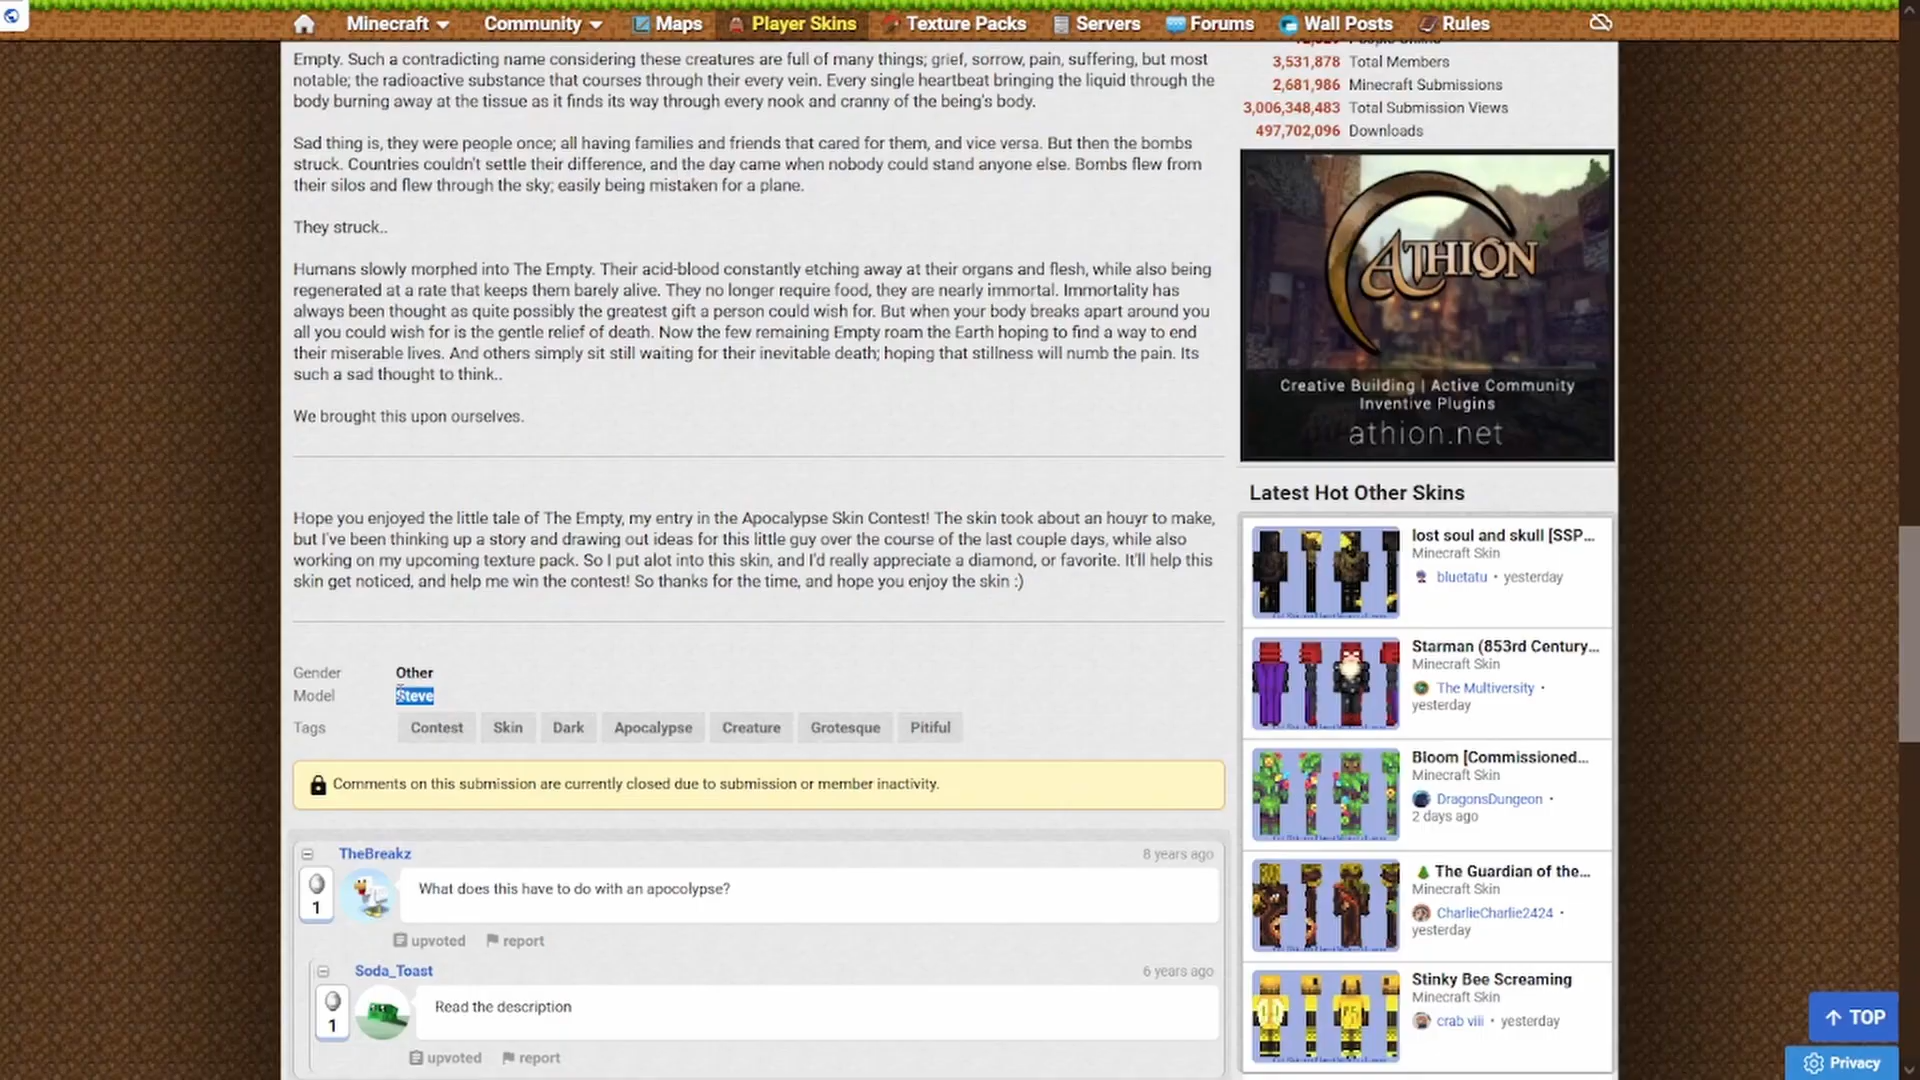 Minecraft Community Maps Player Skins Texture Packs Servers Forums Wall Posts Rules
Empty. Such a contradicting name considering these creatures are full of many things; grief, sorrow, pain, suffering, but most
notable; the radioactive substance that courses through their every vein. Every single heartbeat bringing the liquid through the
body burning away at the tissue as it finds its way through every nook and cranny of the being's body.
Sad thing is, they were people once; all having families and friends that cared for them, and vice versa. But then the bombs
struck. Countries couldn't settle their difference, and the day came when nobody could stand anyone else. Bombs flew from
their silos and flew through the sky; easily being mistaken for a plane.
They struck..
Humans slowly morphed into The Empty. Their acid-blood constantly etching away at their organs and flesh, while also being
regenerated at a rate that keeps them barely alive. They no longer require food, they are nearly immortal. Immortality has
always been thought as quite possibly the greatest gift a person could wish for. But when your body breaks apart around you
all you could wish for is the gentle relief of death. Now the few remaining Empty roam the Earth hoping to find a way to end
their miserable lives. And others simply sit still waiting for their inevitable death; hoping that stillness will numb the pain. Its
such a sad thought to think..
We brought this upon ourselves.
Hope you enjoyed the little tale of The Empty, my entry in the Apocalypse Skin Contest! The skin took about an houyr to make,
but I've been thinking up a story and drawing out ideas for this little guy over the course of the last couple days, while also
working on my upcoming texture pack. So I put alot into this skin, and I'd really appreciate a diamond, or favorite. It'll help this
skin get noticed, and help me win the contest! So thanks for the time, and hope you enjoy the skin :)
Gender Other
Model Steve
Tags Contest Skin Dark Apocalypse Creature Grotesque Pitiful
Comments on this submission are currently closed due to submission or member inactivity.
TheBreakz 8 years ago
1
What does this have to do with an apocolypse?
upvoted report
Soda_Toast 6 years ago
1
Read the description
upvoted report
3,531,878 Total Members
2,681,986 Minecraft Submissions
3,006,348,483 Total Submission Views
497,702,096 Downloads
ATHION
Creative Building | Active Community
Inventive Plugins
athion.net
Latest Hot Other Skins
lost soul and skull [SSP...
Minecraft Skin
bluetatu • yesterday
Starman (853rd Century...
Minecraft Skin
The Multiversity •
yesterday
Bloom [Commissioned...
Minecraft Skin
DragonsDungeon •
2 days ago
The Guardian of the...
Minecraft Skin
CharlieCharlie2424 •
yesterday
Stinky Bee Screaming
Minecraft Skin
crab viii • yesterday
TOP
Privacy